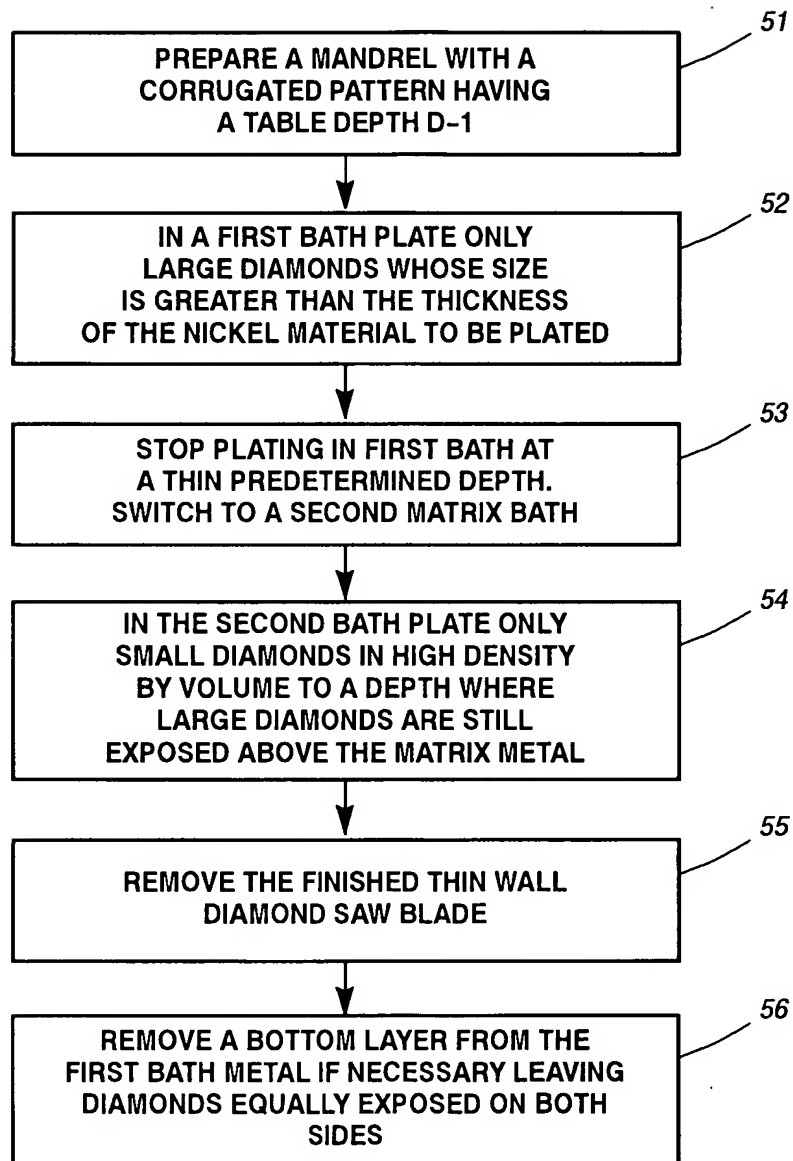 51
PREPARE A MANDREL WITH A
CORRUGATED PATTERN HAVING
A TABLE DEPTH D-1
52
IN A FIRST BATH PLATE ONLY
LARGE DIAMONDS WHOSE SIZE
IS GREATER THAN THE THICKNESS
OF THE NICKEL MATERIAL TO BE PLATED
53
STOP PLATING IN FIRST BATH AT
A THIN PREDETERMINED DEPTH.
SWITCH TO A SECOND MATRIX BATH
54
IN THE SECOND BATH PLATE ONLY
SMALL DIAMONDS IN HIGH DENSITY
BY VOLUME TO A DEPTH WHERE
LARGE DIAMONDS ARE STILL
EXPOSED ABOVE THE MATRIX METAL
55
REMOVE THE FINISHED THIN WALL
DIAMOND SAW BLADE
56
REMOVE A BOTTOM LAYER FROM THE
FIRST BATH METAL IF NECESSARY LEAVING
DIAMONDS EQUALLY EXPOSED ON BOTH
SIDES